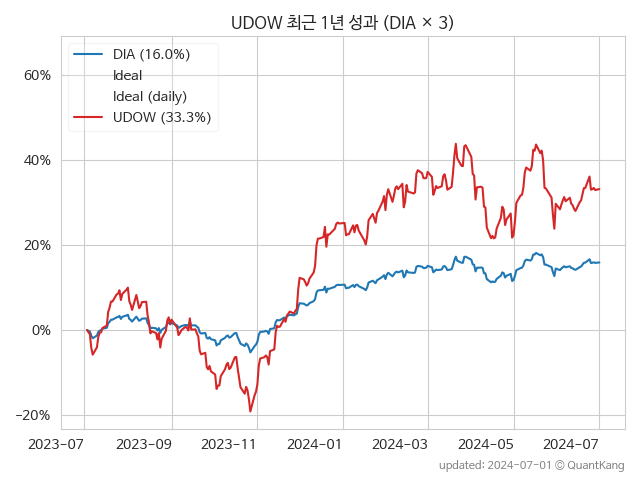 UDOW 최근 1년 성과 (DIA × 3)
DIA (16.0%)
Ideal
Ideal (daily)
UDOW (33.3%)
60%
40%
20%
0%
−20%
2023-07 2023-09 2023-11 2024-01 2024-03 2024-05 2024-07
updated: 2024-07-01 © QuantKang